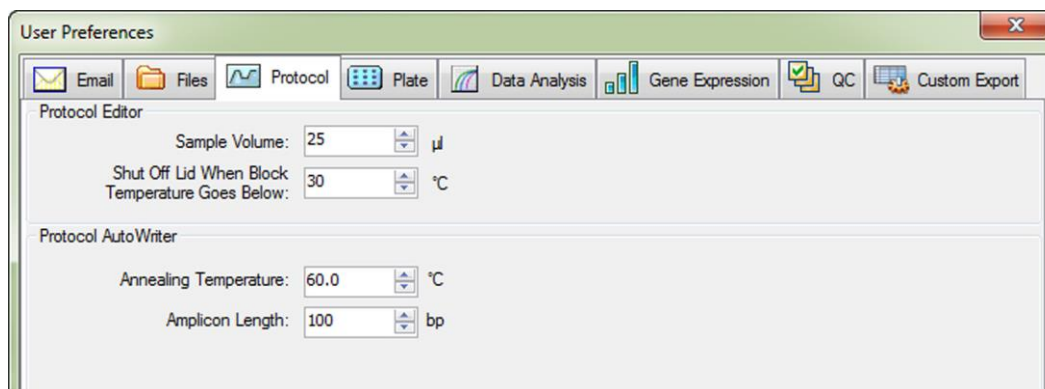 User Preferences
Email Files Protocol Plate Data Analysis Gene Expression QC Custom Export
Protocol Editor
Sample Volume: 25 µl
Shut Off Lid When Block
Temperature Goes Below: 30 °C
Protocol AutoWriter
Annealing Temperature: 60.0 °C
Amplicon Length: 100 bp